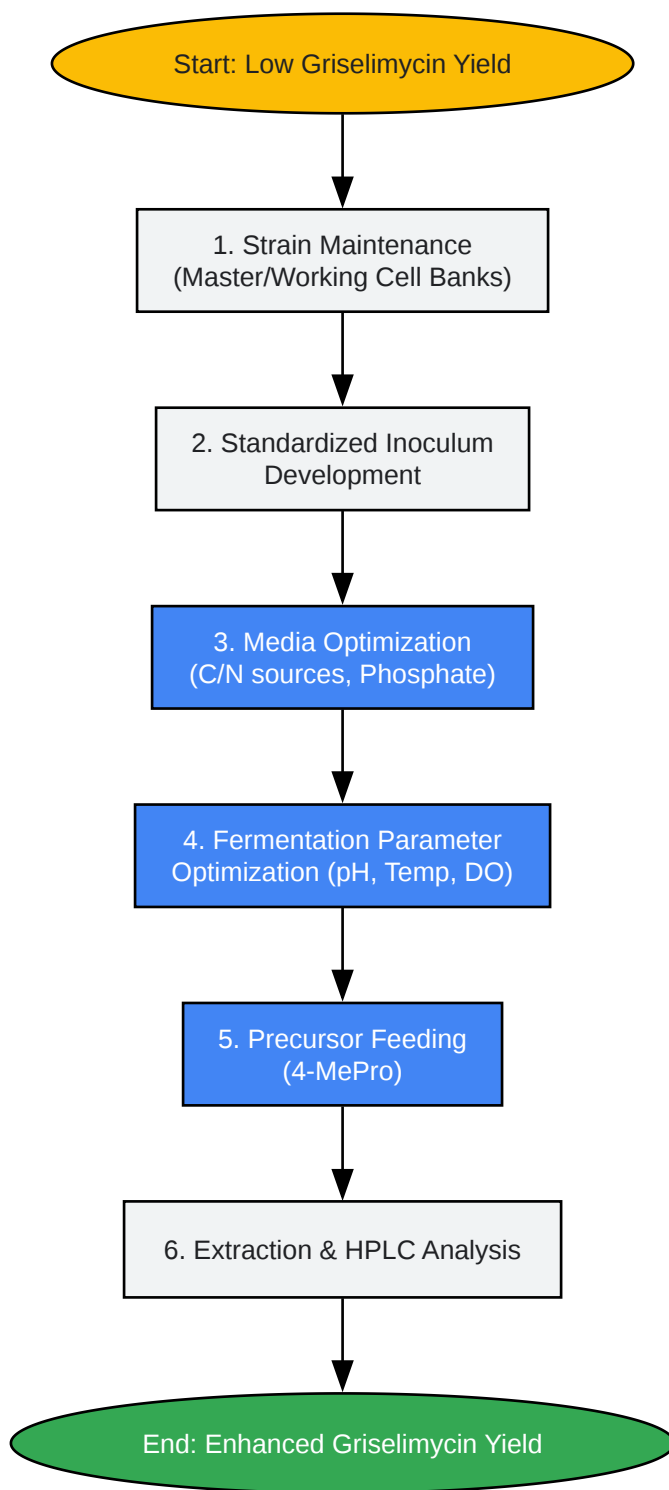 Start: Low Griselimycin Yield
1. Strain Maintenance
(Master/Working Cell Banks)
2. Standardized Inoculum
Development
3. Media Optimization
(C/N sources, Phosphate)
4. Fermentation Parameter
Optimization (pH, Temp, DO)
5. Precursor Feeding
(4-MePro)
6. Extraction & HPLC Analysis
End: Enhanced Griselimycin Yield